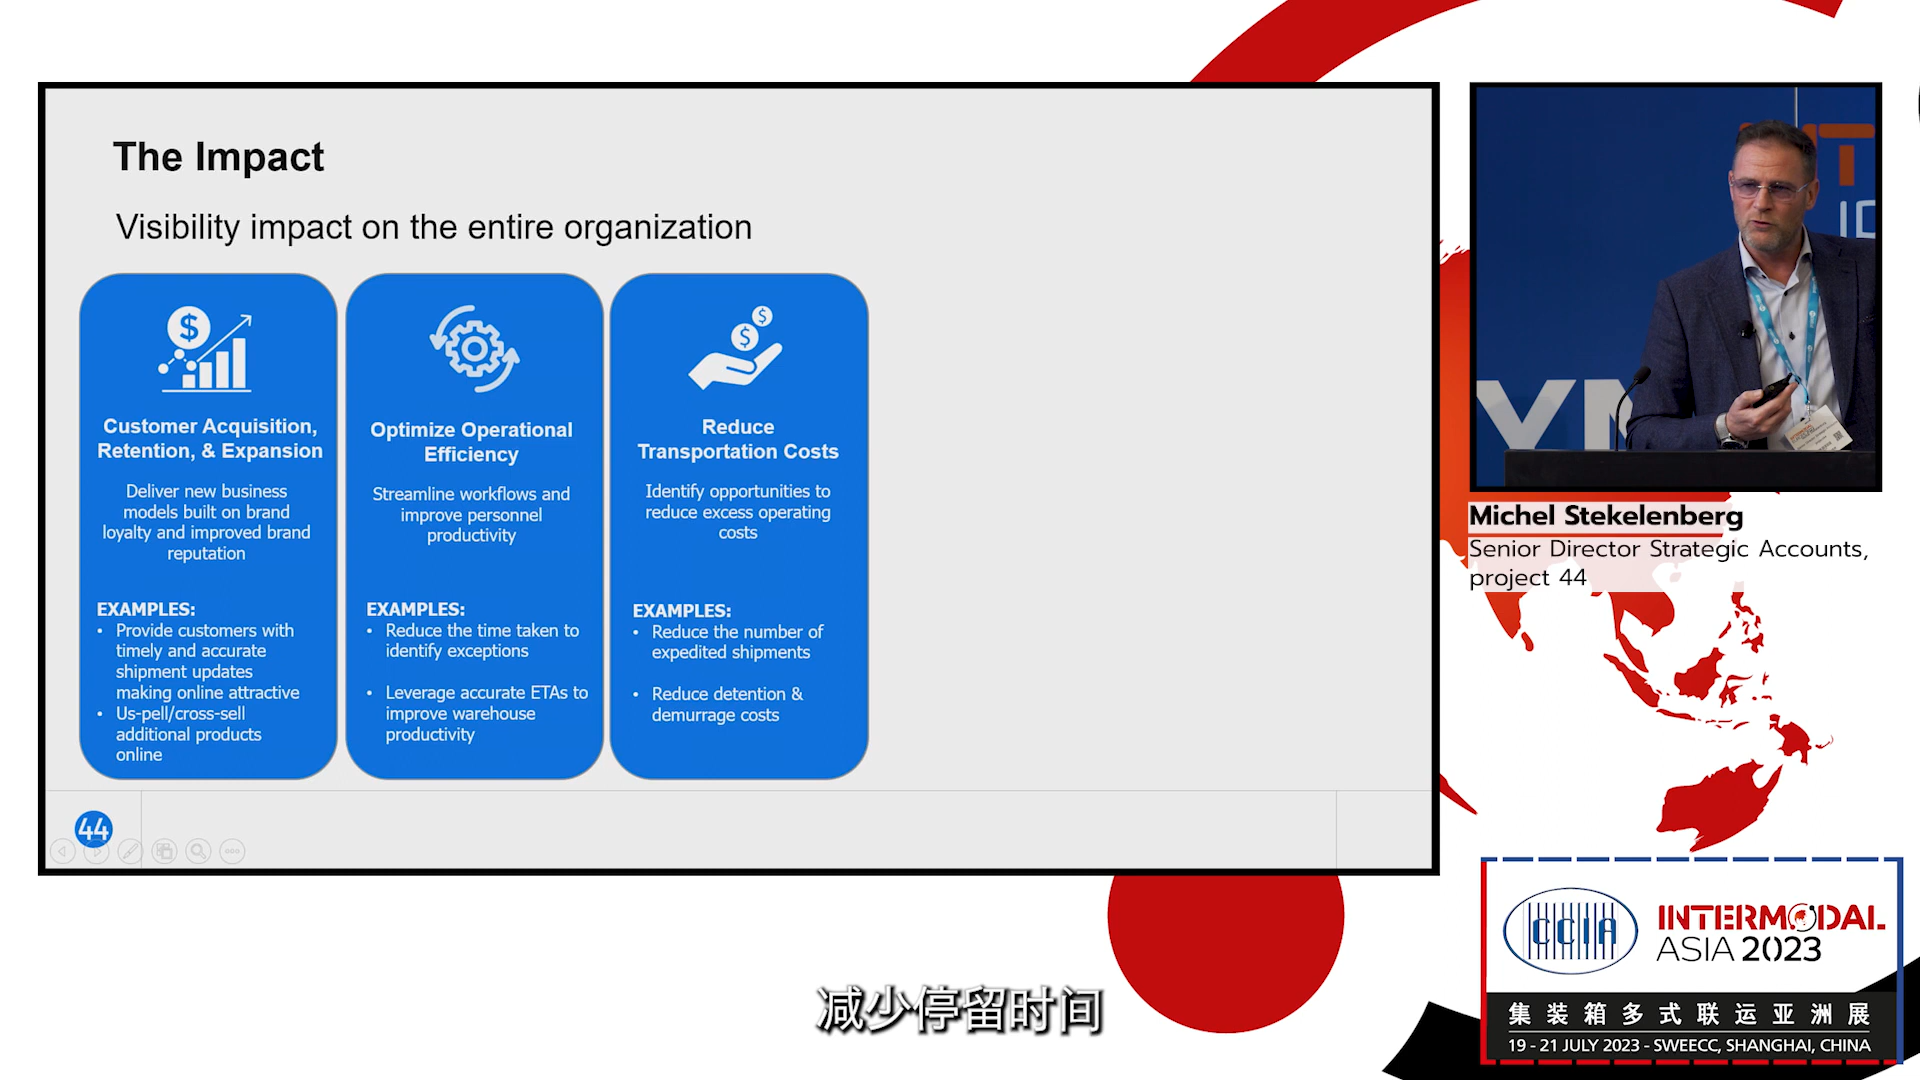 The Impact
Visibility impact on the entire organization
Customer Acquisition,
Retention, & Expansion
Deliver new business
models built on brand
loyalty and improved brand
reputation
EXAMPLES:
• Provide customers with
timely and accurate
shipment updates
making online attractive
• Us-pell/cross-sell
additional products
online
Optimize Operational
Efficiency
Streamline workflows and
improve personnel
productivity
EXAMPLES:
• Reduce the time taken to
identify exceptions
• Leverage accurate ETAs to
improve warehouse
productivity
Reduce
Transportation Costs
Identify opportunities to
reduce excess operating
costs
EXAMPLES:
• Reduce the number of
expedited shipments
• Reduce detention &
demurrage costs
44
Michel Stekelenberg
Senior Director Strategic Accounts,
project 44
CCIA
INTERMODAL
ASIA 2023
集装箱多式联运亚洲展
19 - 21 JULY 2023 - SWEECC, SHANGHAI, CHINA
减少停留时间